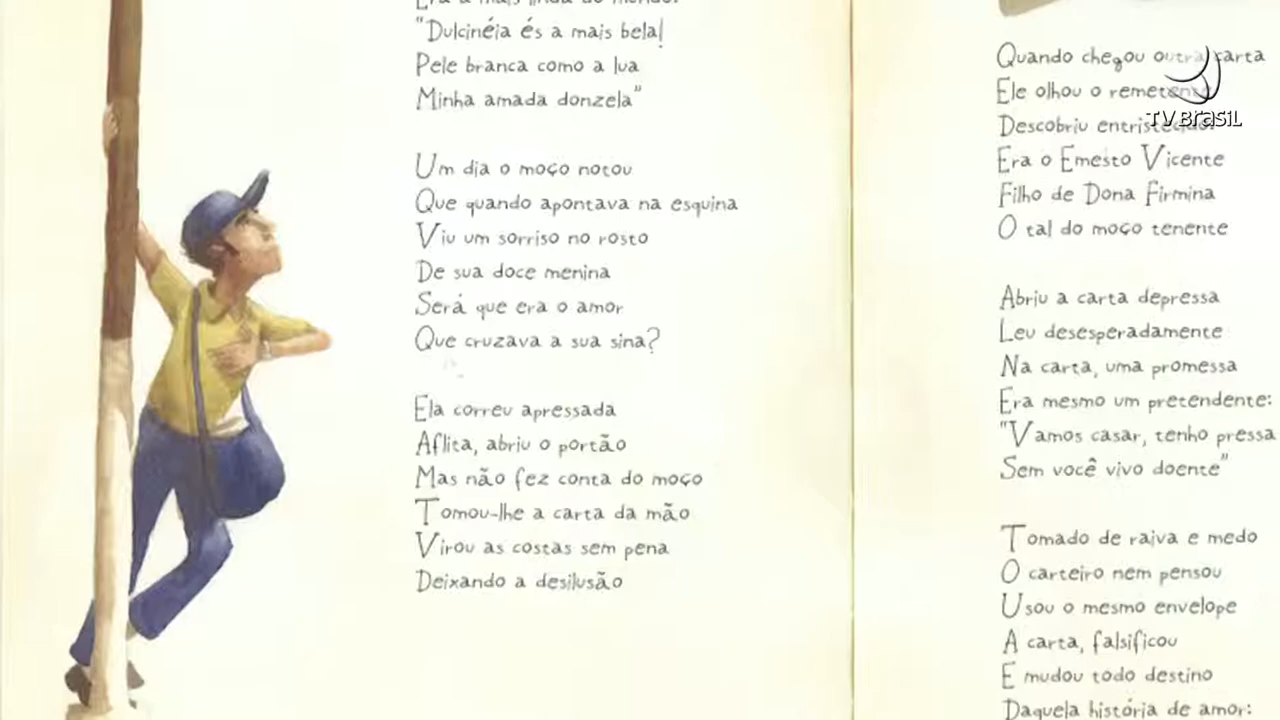 Era a mais linda do mundo:
"Dulcinéia és a mais bela!
Pele branca como a lua
Minha amada donzela"
Um dia o moço notou
Que quando apontava na esquina
Viu um sorriso no rosto
De sua doce menina
Será que era o amor
Que cruzava a sua sina?
Ela correu apressada
Aflita, abriu o portão
Mas não fez conta do moço
Tomou-lhe a carta da mão
Virou as costas sem pena
Deixando a desilusão
Quando chegou outra carta
Ele olhou o remetente
Descobriu entristecido:
Era o Ernesto Vicente
Filho de Dona Firmina
O tal do moço tenente
Abriu a carta depressa
Leu desesperadamente
Na carta, uma promessa
Era mesmo um pretendente:
"Vamos casar, tenho pressa
Sem você vivo doente"
Tomado de raiva e medo
O carteiro nem pensou
Usou o mesmo envelope
A carta, falsificou
E mudou todo destino
Daquela história de amor:
TV Brasil